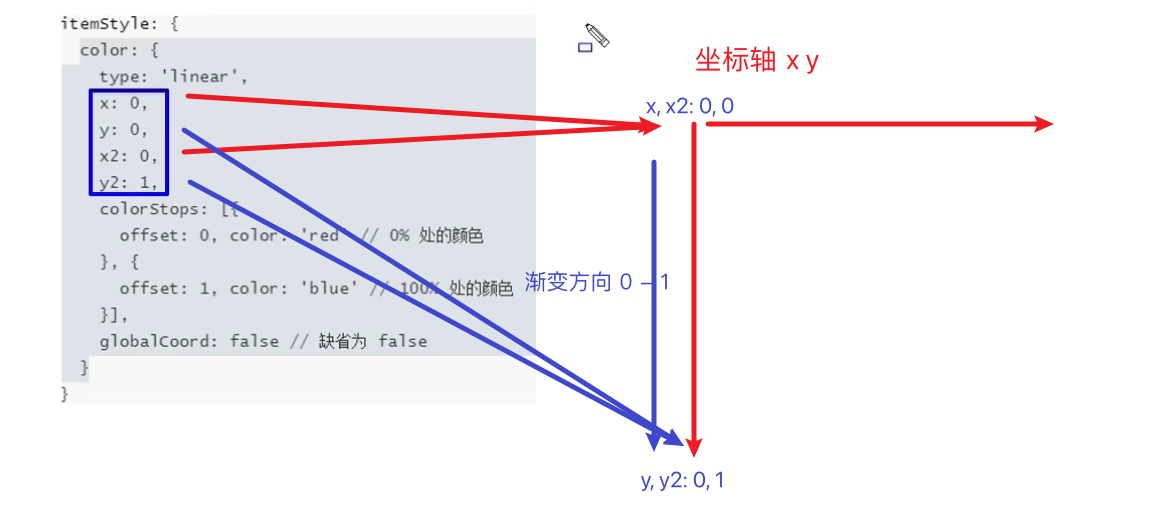 itemStyle: {
color: {
type: 'linear',
x: 0,
y: 0,
x2: 0,
y2: 1,
colorStops: [{
offset: 0, color: 'red' // 0% 处的颜色
}, {
offset: 1, color: 'blue' // 100% 处的颜色
}],
globalCoord: false // 缺省为 false
}
}
坐标轴 x y
x, x2: 0, 0
渐变方向 0 – 1
y, y2: 0, 1